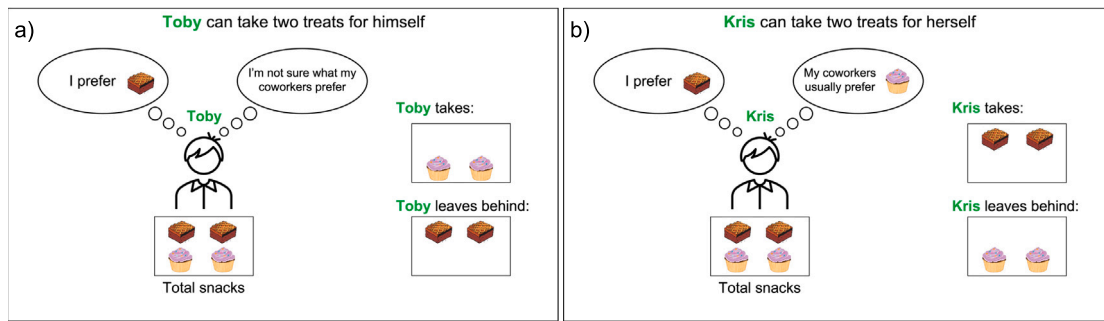 a)
Toby can take two treats for himself
I prefer
I'm not sure what my
coworkers prefer
Toby
Toby takes:
Toby leaves behind:
Total snacks
b)
Kris can take two treats for herself
I prefer
My coworkers
usually prefer
Kris
Kris takes:
Kris leaves behind:
Total snacks